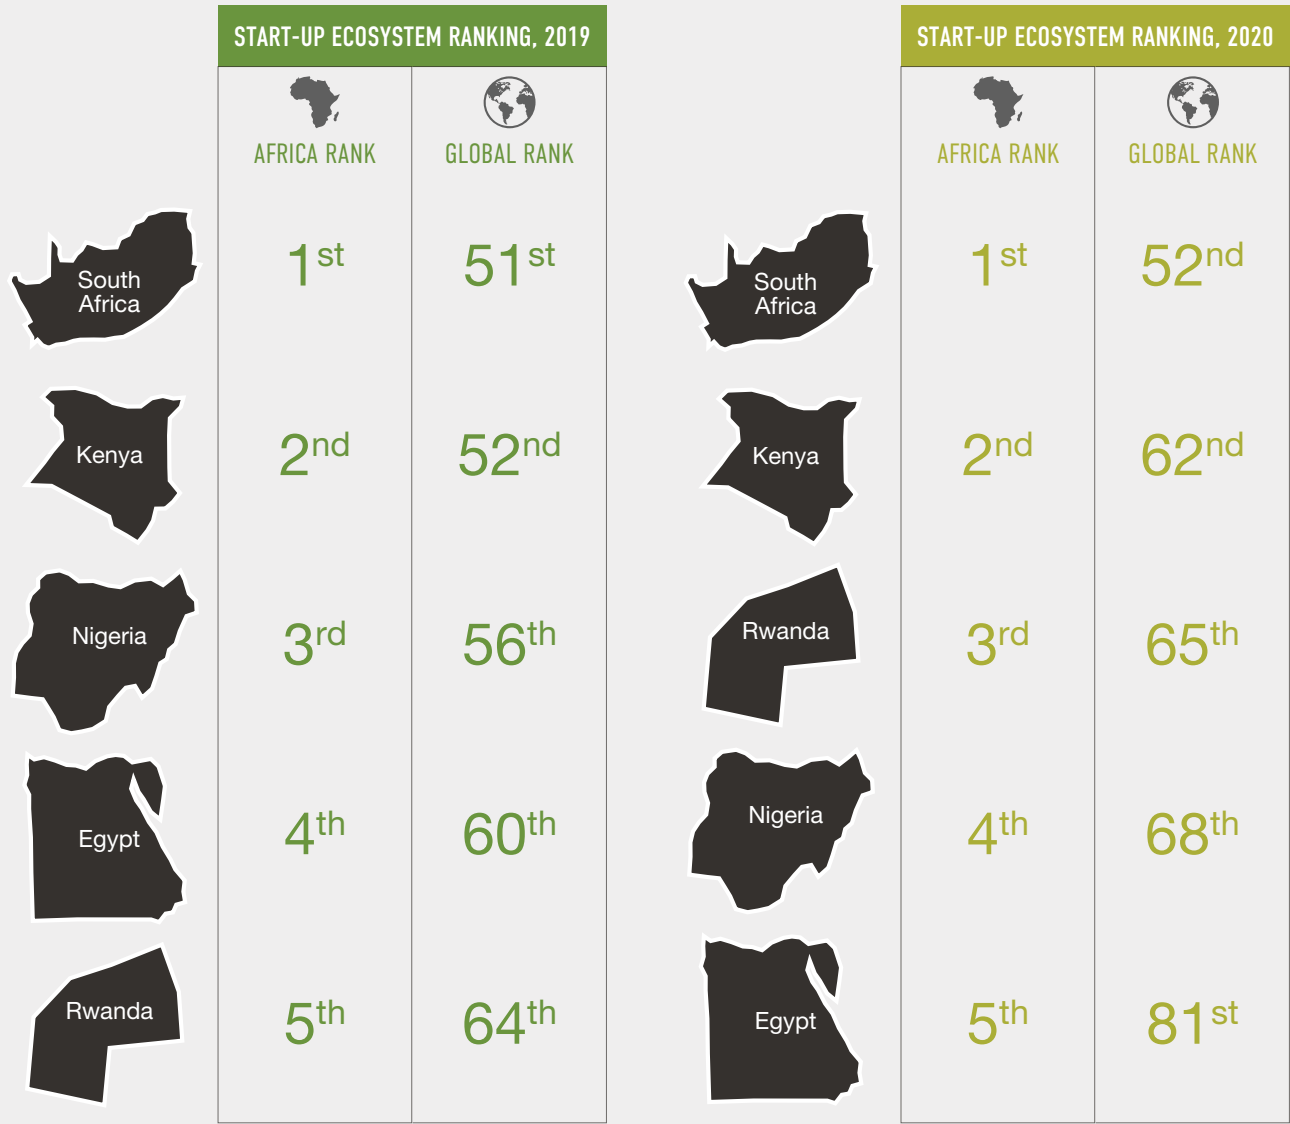 START-UP ECOSYSTEM RANKING, 2019
AFRICA RANK
GLOBAL RANK
South
Africa
1st
51st
Kenya
2nd
52nd
Nigeria
3rd
56th
Egypt
4th
60th
Rwanda
5th
64th
START-UP ECOSYSTEM RANKING, 2020
AFRICA RANK
GLOBAL RANK
South
Africa
1st
52nd
Kenya
2nd
62nd
Rwanda
3rd
65th
Nigeria
4th
68th
Egypt
5th
81st